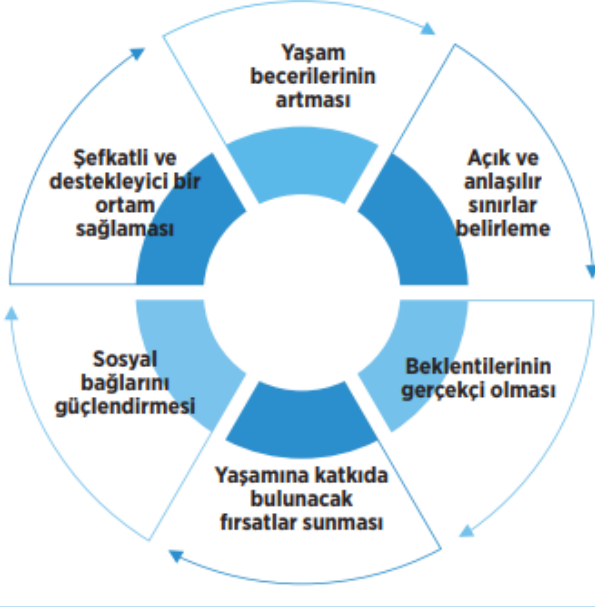 Yaşam
becerilerinin
artması
Açık ve
anlaşılır
sınırlar
belirleme
Beklentilerinin
gerçekçi olması
Yaşamına katkıda
bulunacak
fırsatlar sunması
Sosyal
bağlarını
güçlendirmesi
Şefkatli ve
destekleyici bir
ortam
sağlaması